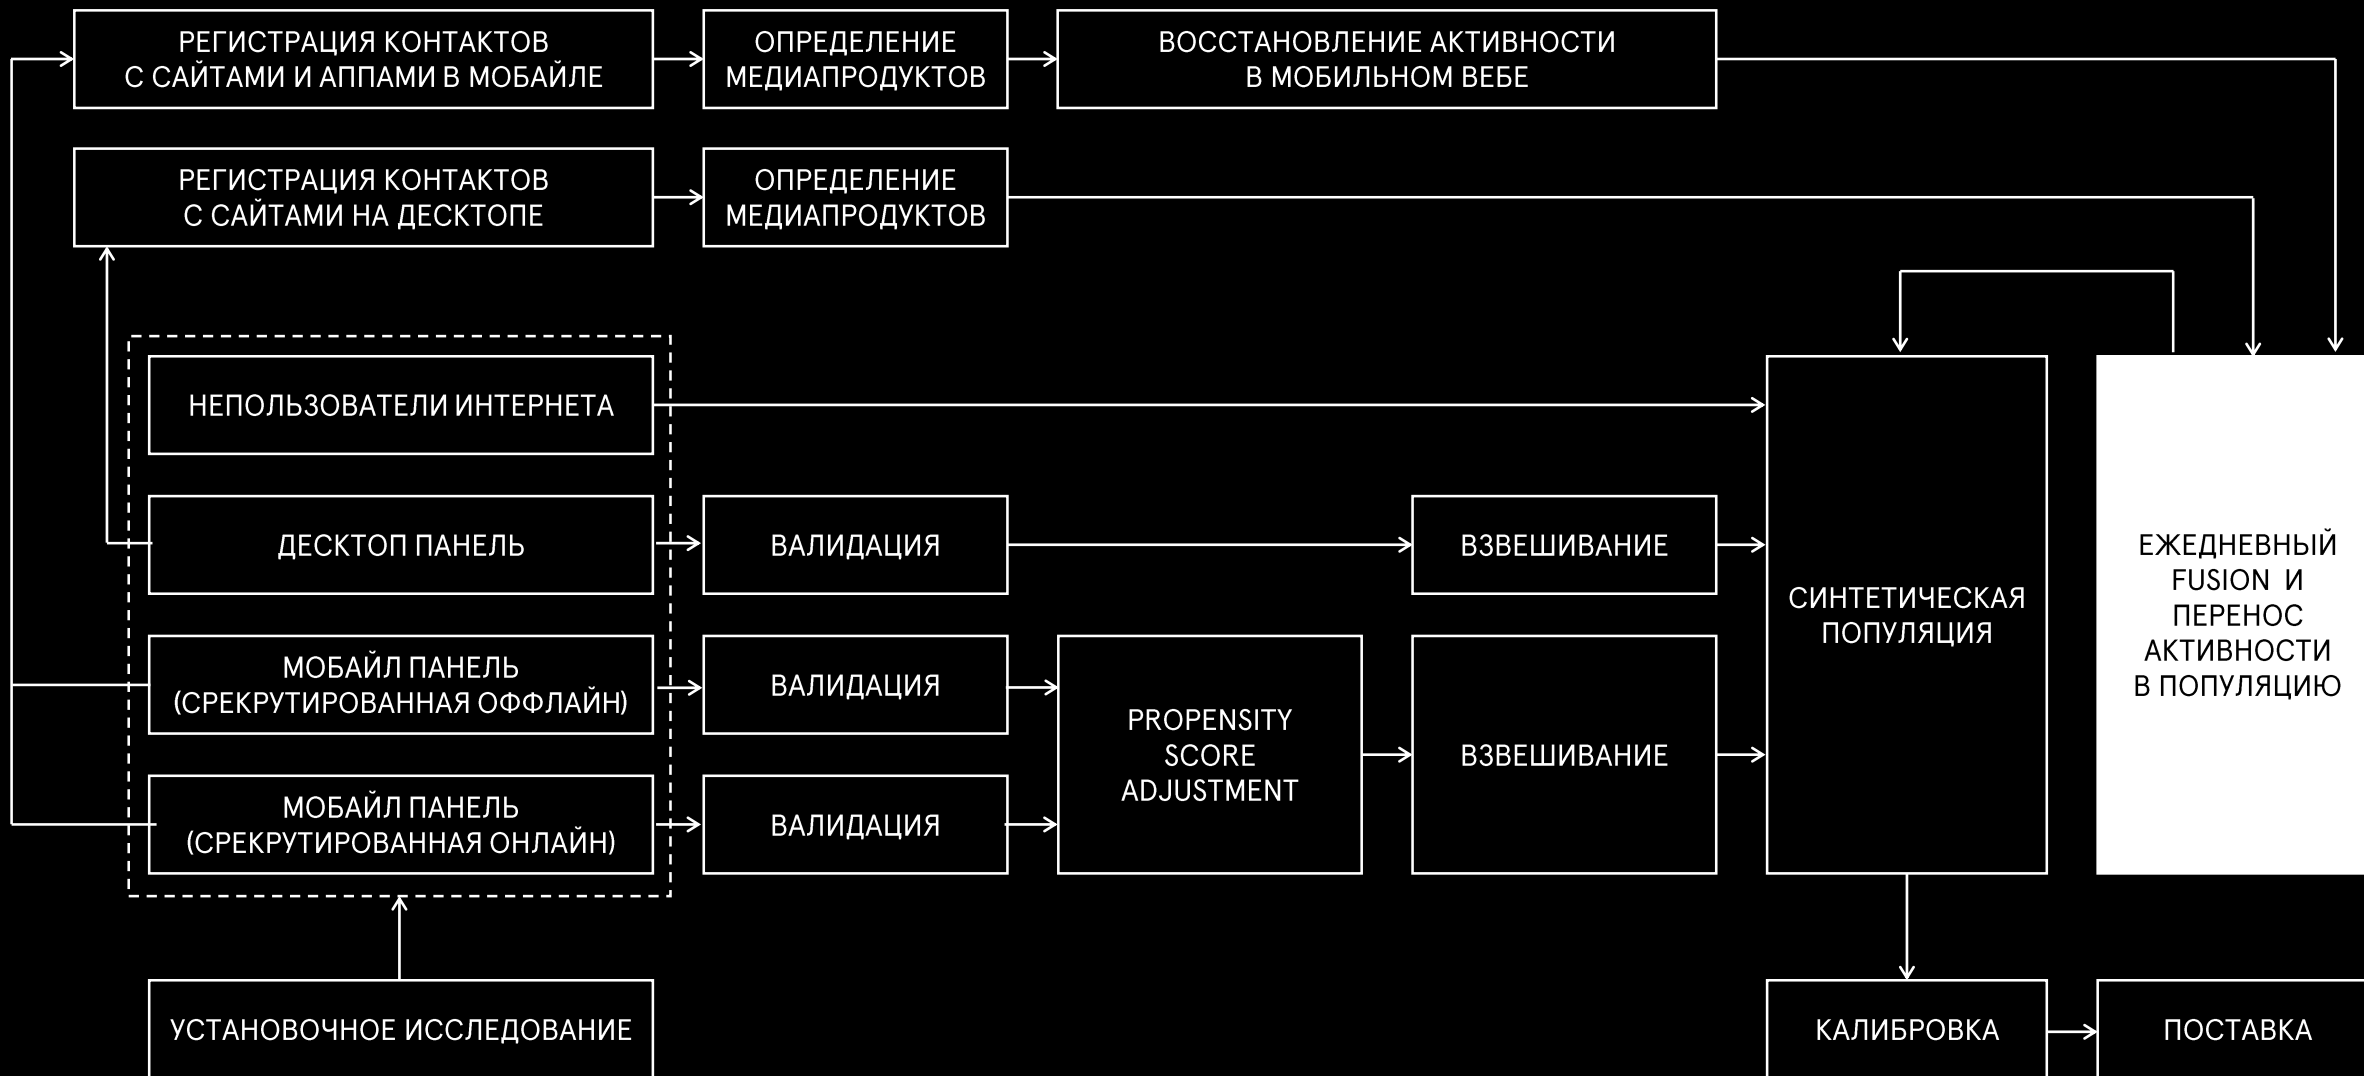 РЕГИСТРАЦИЯ КОНТАКТОВ
С САЙТАМИ И АППАМИ В МОБАЙЛЕ
ОПРЕДЕЛЕНИЕ
МЕДИАПРОДУКТОВ
ВОССТАНОВЛЕНИЕ АКТИВНОСТИ
В МОБИЛЬНОМ ВЕБЕ
РЕГИСТРАЦИЯ КОНТАКТОВ
С САЙТАМИ НА ДЕСКТОПЕ
ОПРЕДЕЛЕНИЕ
МЕДИАПРОДУКТОВ
НЕПОЛЬЗОВАТЕЛИ ИНТЕРНЕТА
ДЕСКТОП ПАНЕЛЬ
ВАЛИДАЦИЯ
ВЗВЕШИВАНИЕ
МОБАЙЛ ПАНЕЛЬ
(СРЕКРУТИРОВАННАЯ ОФФЛАЙН)
ВАЛИДАЦИЯ
МОБАЙЛ ПАНЕЛЬ
(СРЕКРУТИРОВАННАЯ ОНЛАЙН)
ВАЛИДАЦИЯ
PROPENSITY
SCORE
ADJUSTMENT
ВЗВЕШИВАНИЕ
СИНТЕТИЧЕСКАЯ
ПОПУЛЯЦИЯ
ЕЖЕДНЕВНЫЙ
FUSION И
ПЕРЕНОС
АКТИВНОСТИ
В ПОПУЛЯЦИЮ
УСТАНОВОЧНОЕ ИССЛЕДОВАНИЕ
КАЛИБРОВКА
ПОСТАВКА